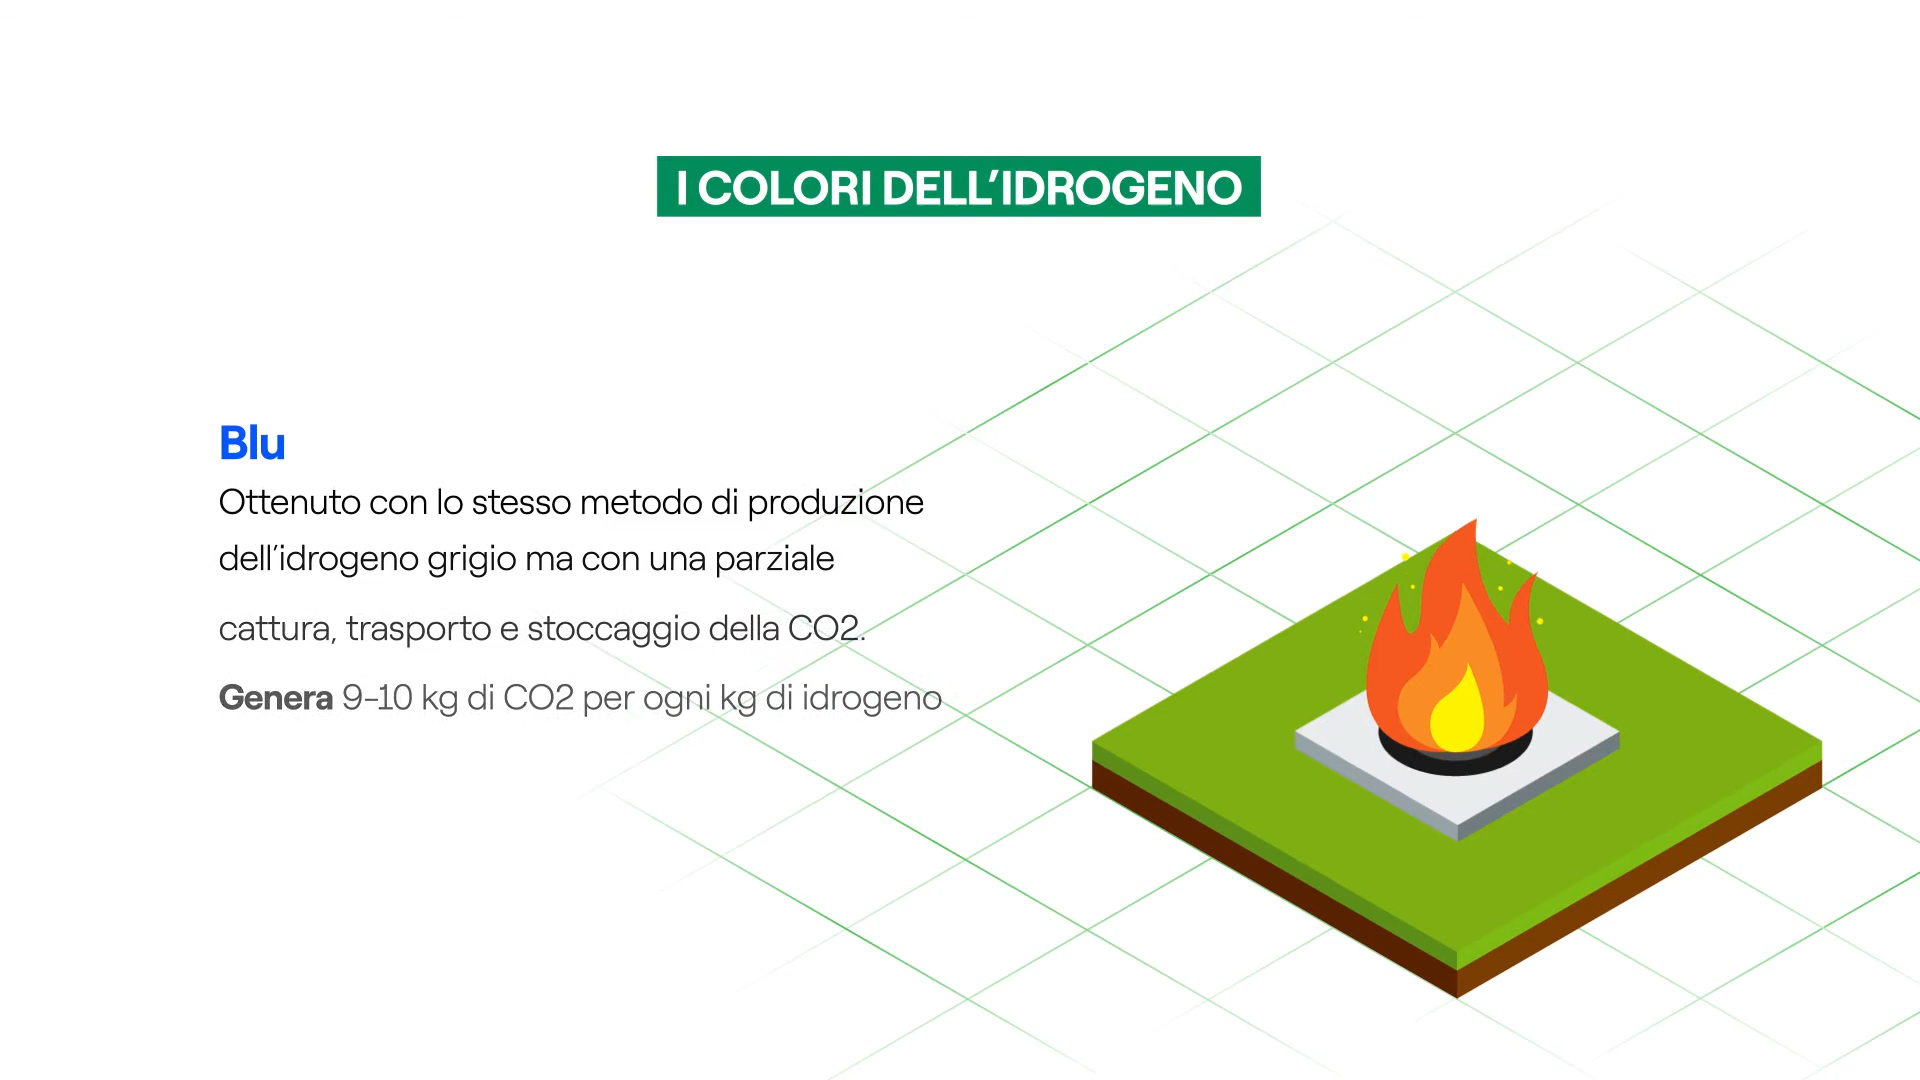 I COLORI DELL’IDROGENO
Blu
Ottenuto con lo stesso metodo di produzione
dell’idrogeno grigio ma con una parziale
cattura, trasporto e stoccaggio della CO2.
Genera 9–10 kg di CO2 per ogni kg di idrogeno